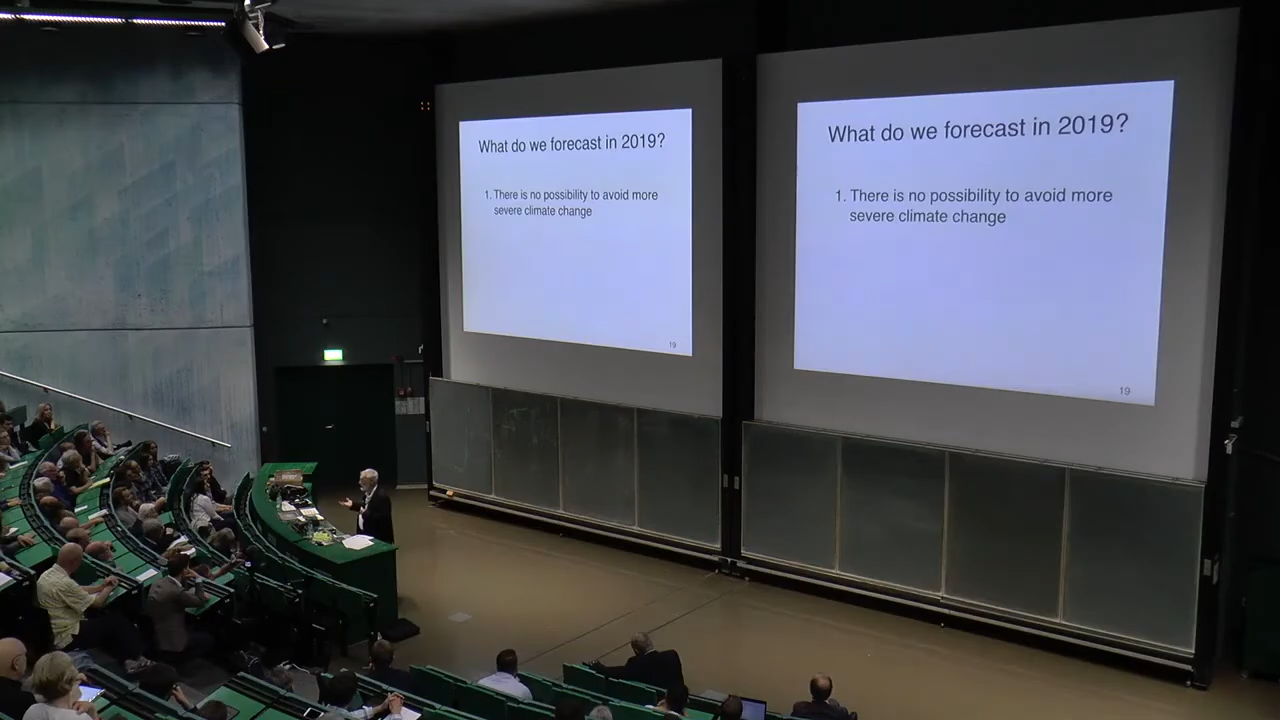 What do we forecast in 2019?
1. There is no possibility to avoid more
severe climate change
19
What do we forecast in 2019?
1. There is no possibility to avoid more
severe climate change
19